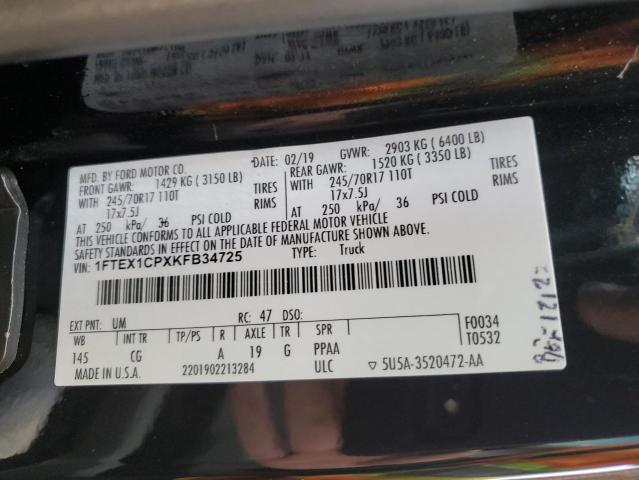 MFD. BY FORD MOTOR CO.
DATE: 02/19 GVWR: 2903 KG ( 6400 LB)
FRONT GAWR: 1429 KG ( 3150 LB)
REAR GAWR: 1520 KG ( 3350 LB)
WITH 245/70R17 110T TIRES
WITH 245/70R17 110T TIRES
17x7.5J RIMS
17x7.5J RIMS
AT 250 kPa/ 36 PSI COLD
AT 250 kPa/ 36 PSI COLD
THIS VEHICLE CONFORMS TO ALL APPLICABLE FEDERAL MOTOR VEHICLE
SAFETY STANDARDS IN EFFECT ON THE DATE OF MANUFACTURE SHOWN ABOVE.
VIN: 1FTEX1CPXKFB34725
TYPE: Truck
EXT PNT: UM RC: 47 DSO:
WB INT TR TP/PS R AXLE TR SPR
F0034
T0532
145 CG A 19 G PPAA
MADE IN U.S.A. 2201902213284 ULC
5U5A-3520472-AA